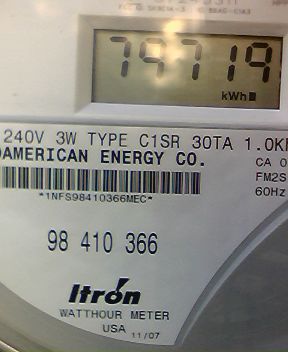 79719
kWh
240V 3W TYPE C1SR 30TA 1.0K
AMERICAN ENERGY CO.
CA 0
FM2S
60Hz
*1NFS98410366MEC*
98 410 366
Itron
WATTHOUR METER
USA 11/07